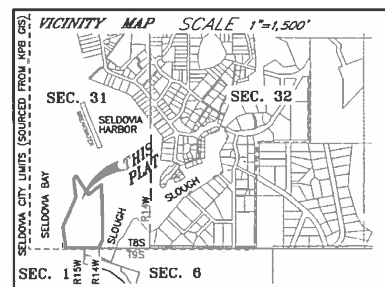 VICINITY MAP SCALE 1"=1,500'
SELDOVIA CITY LIMITS (SOURCED FROM KPB GIS)
SEC. 31
SEC. 32
SELDOVIA
HARBOR
THIS
PLAT
SELDOVIA BAY
SLOUGH
SLOUGH
R14W
T8S
T9S
SEC. 1
R15W
R14W
SEC. 6